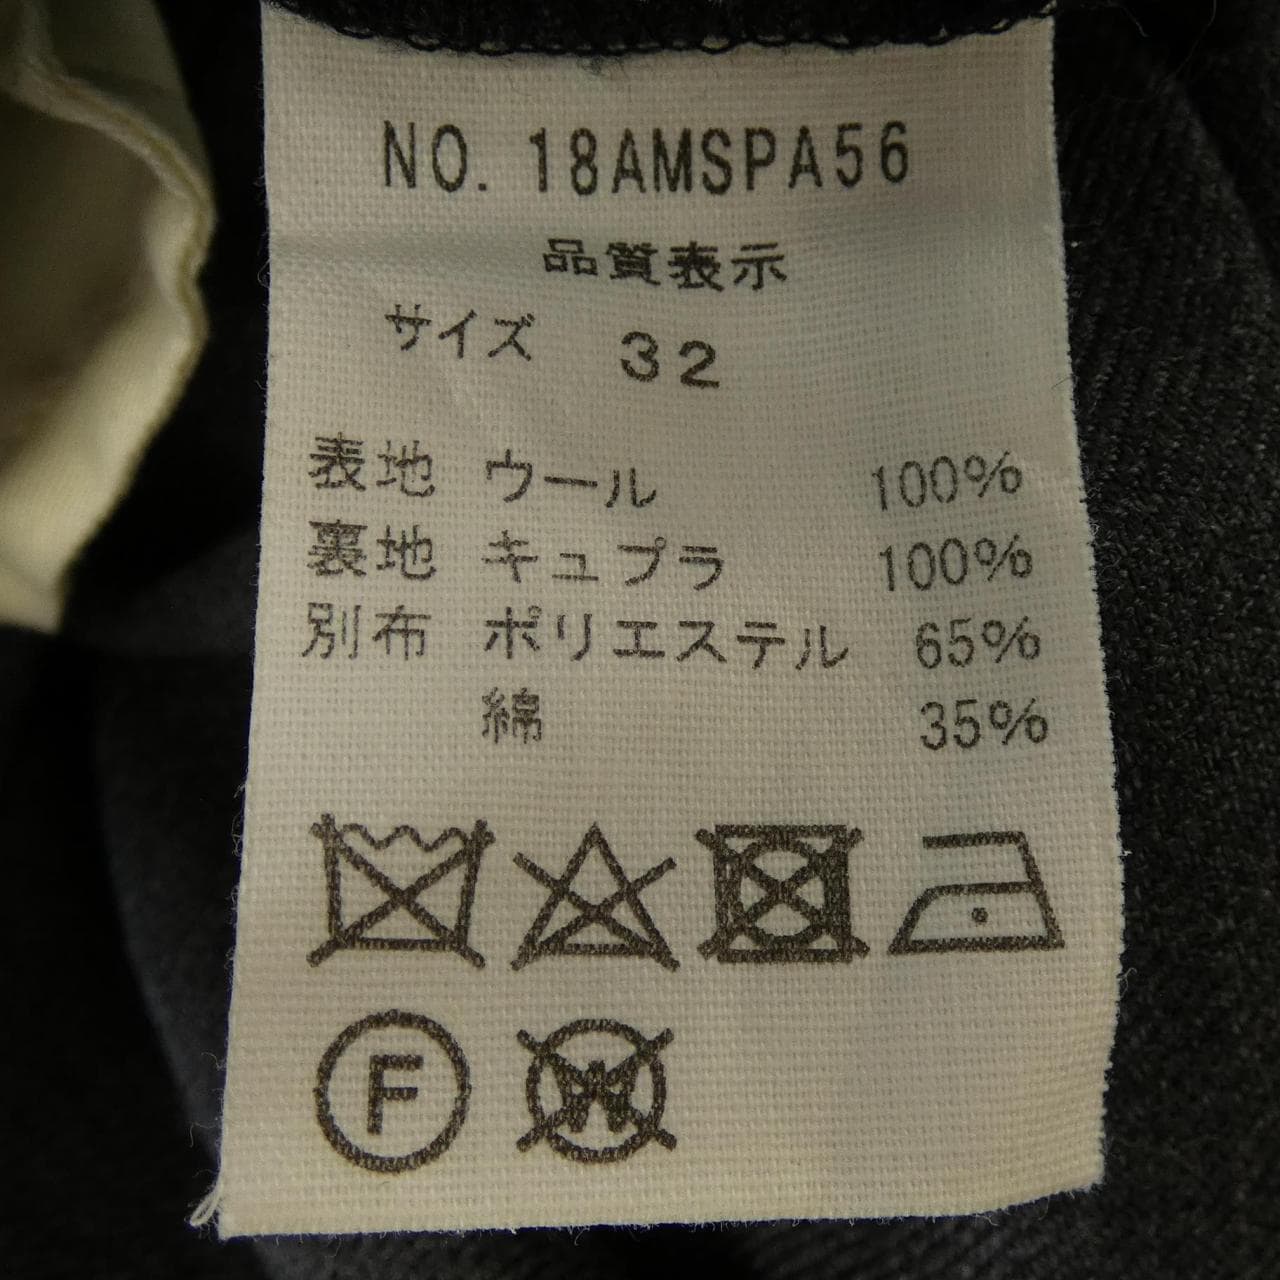 NO. 18AMSPA56
品質表示
サイズ 32
表地 ウール 100%
裏地 キュプラ 100%
別布 ポリエステル 65%
綿 35%
F
W